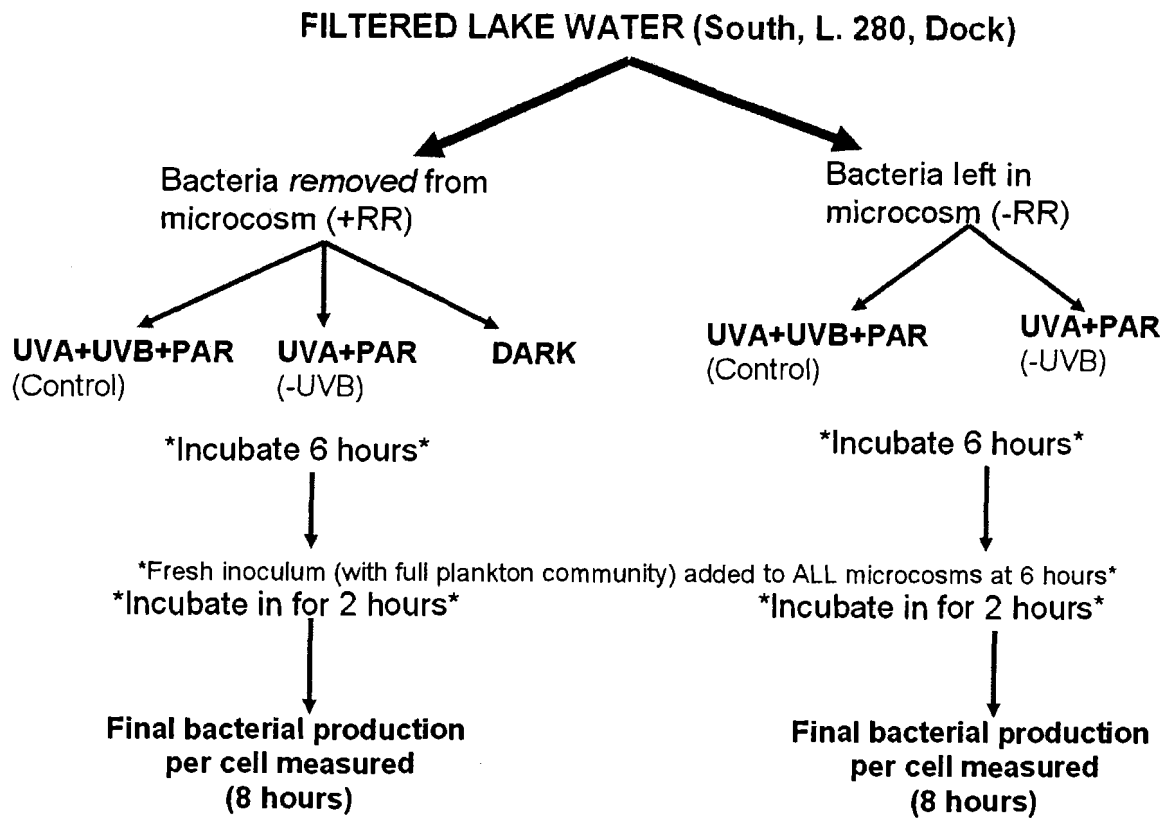 FILTERED LAKE WATER (South, L. 280, Dock)
Bacteria removed from
microcosm (+RR)
Bacteria left in
microcosm (-RR)
UVA+UVB+PAR
(Control)
UVA+PAR
(-UVB)
DARK
UVA+UVB+PAR
(Control)
UVA+PAR
(-UVB)
*Incubate 6 hours*
*Incubate 6 hours*
*Fresh inoculum (with full plankton community) added to ALL microcosms at 6 hours*
*Incubate in for 2 hours*
*Incubate in for 2 hours*
Final bacterial production
per cell measured
(8 hours)
Final bacterial production
per cell measured
(8 hours)